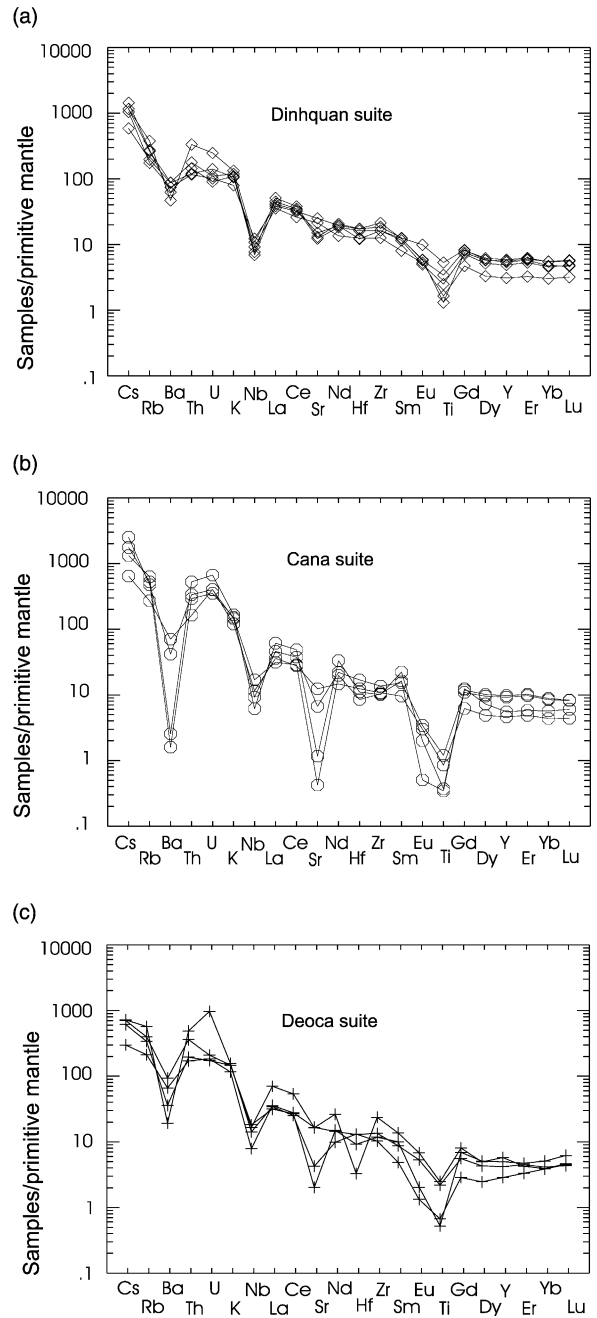 (a)
10000
1000
100
10
1
.1
Samples/primitive mantle
Dinhquan suite
Cs Ba U Nb Ce Nd Zr Eu Gd Y Yb
Rb Th K La Sr Hf Sm Ti Dy Er Lu
(b)
10000
1000
100
10
1
.1
Samples/primitive mantle
Cana suite
Cs Ba U Nb Ce Nd Zr Eu Gd Y Yb
Rb Th K La Sr Hf Sm Ti Dy Er Lu
(c)
10000
1000
100
10
1
.1
Samples/primitive mantle
Deoca suite
Cs Ba U Nb Ce Nd Zr Eu Gd Y Yb
Rb Th K La Sr Hf Sm Ti Dy Er Lu